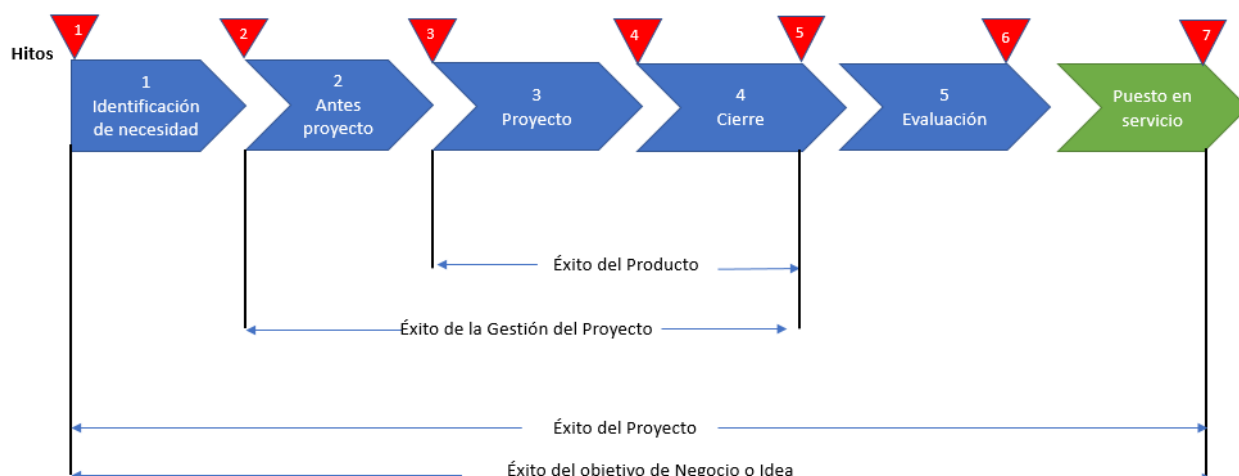 1
2
3
4
5
6
7
Hitos
1
Identificación
de necesidad
2
Antes
proyecto
3
Proyecto
4
Cierre
5
Evaluación
Puesto en
servicio
Éxito del Producto
Éxito de la Gestión del Proyecto
Éxito del Proyecto
Éxito del objetivo de Negocio o Idea